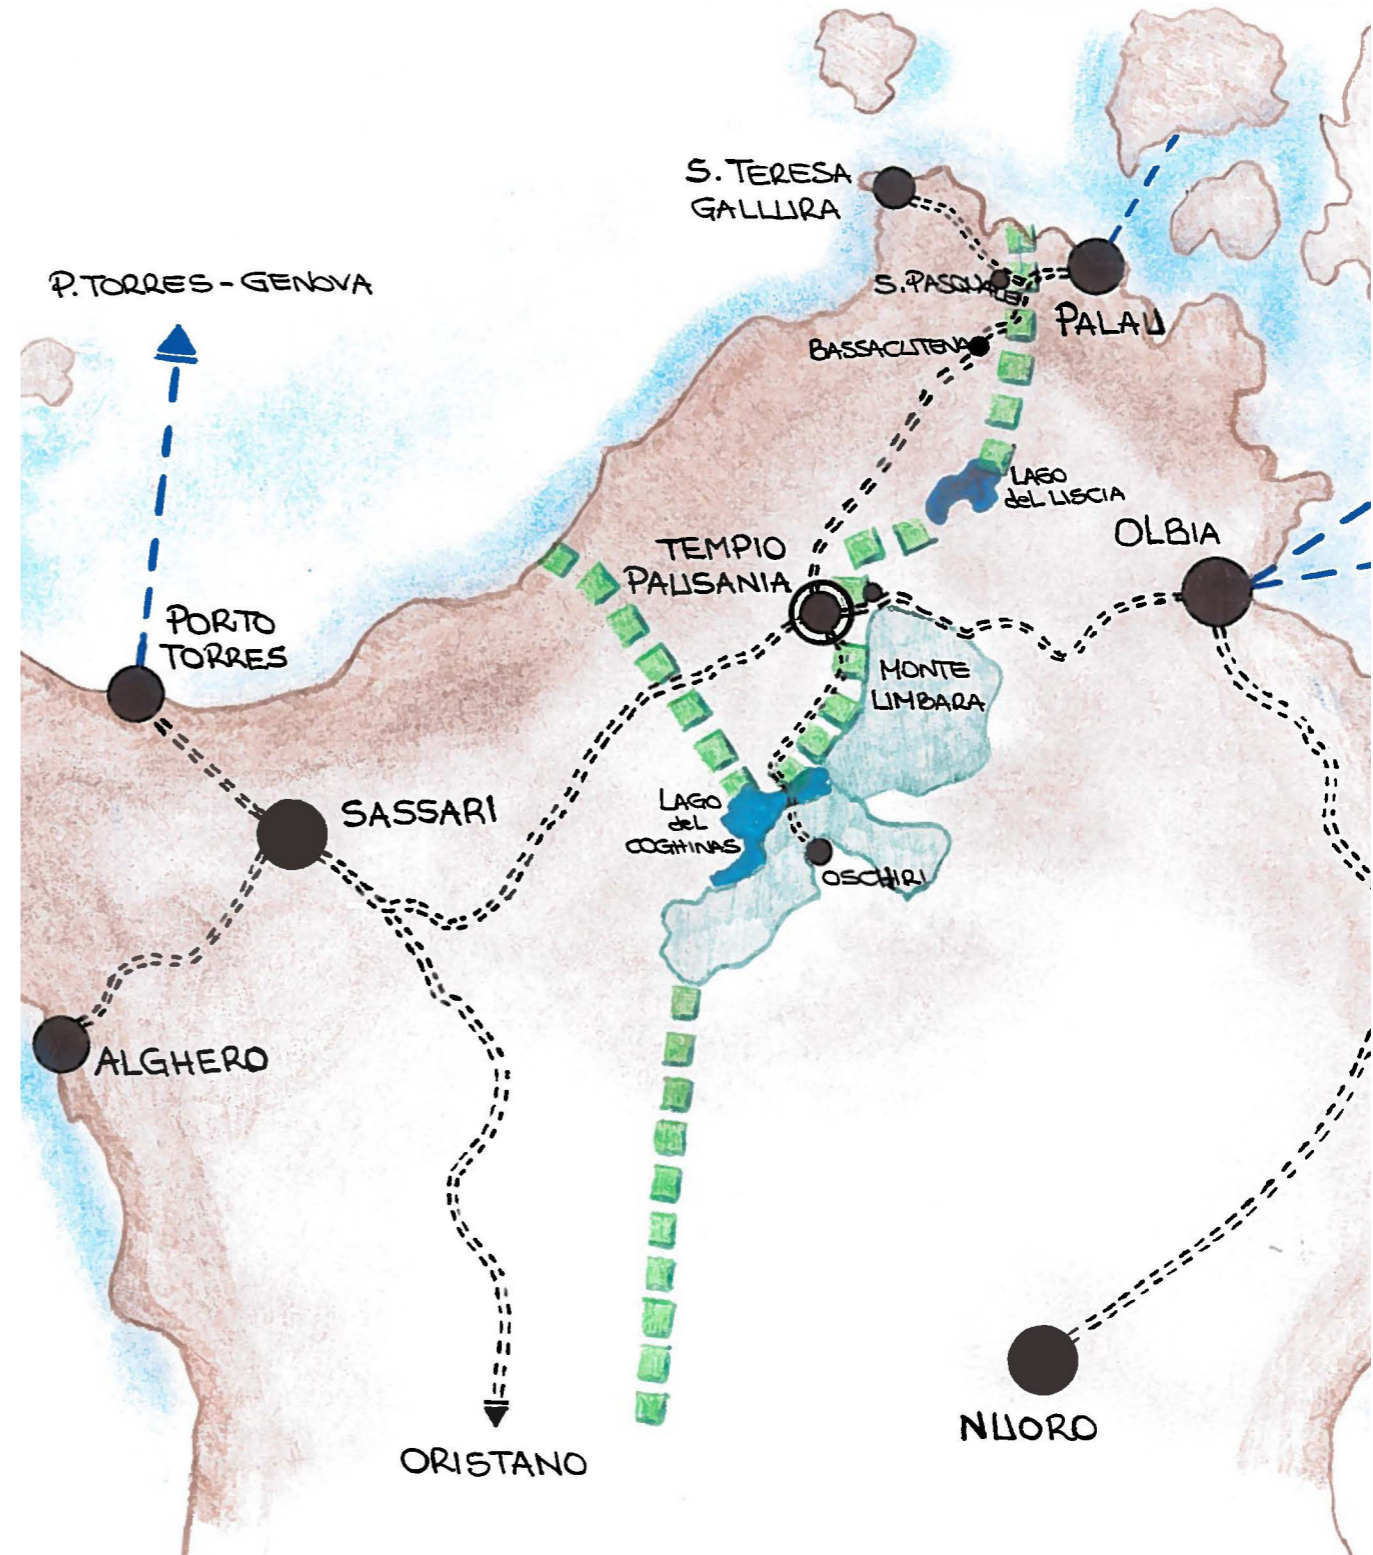 S. TERESA
GALLURA
P. TORRES - GENOVA
S. PASQUALE
PALAU
BASSACUTENA
LAGO
deL LISCIA
OLBIA
TEMPIO
PAUSANIA
PORTO
TORRES
MONTE
LIMBARA
SASSARI
LAGO
deL
COGHINAS
OSCHIRI
ALGHERO
NUORO
ORISTANO